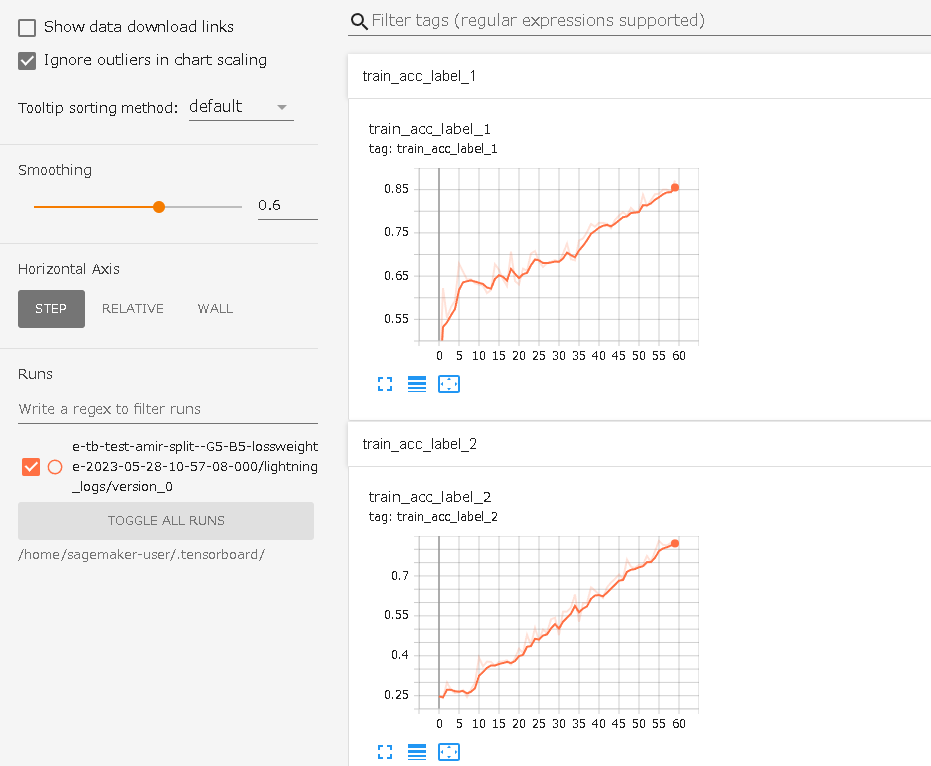 Show data download links
Ignore outliers in chart scaling
Tooltip sorting method: default
Smoothing
0.6
Horizontal Axis
STEP RELATIVE WALL
Runs
Write a regex to filter runs
e-tb-test-amir-split--G5-B5-lossweight
e-2023-05-28-10-57-08-000/lightning
_logs/version_0
TOGGLE ALL RUNS
/home/sagemaker-user/.tensorboard/
Filter tags (regular expressions supported)
train_acc_label_1
train_acc_label_1
tag: train_acc_label_1
0.85
0.75
0.65
0.55
0 5 10 15 20 25 30 35 40 45 50 55 60
train_acc_label_2
train_acc_label_2
tag: train_acc_label_2
0.7
0.55
0.4
0.25
0 5 10 15 20 25 30 35 40 45 50 55 60